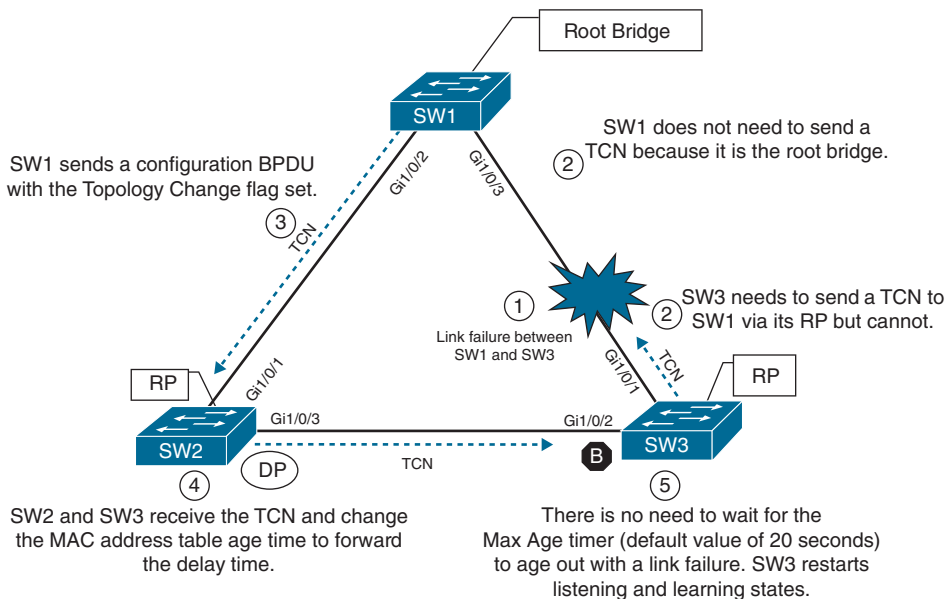 Root Bridge
SW1
SW1 does not need to send a
TCN because it is the root bridge.
2
SW1 sends a configuration BPDU
with the Topology Change flag set.
3
TCN
Gi1/0/2
Gi1/0/3
1
Link failure between
SW1 and SW3
2
SW3 needs to send a TCN to
SW1 via its RP but cannot.
TCN
Gi1/0/1
RP
Gi1/0/1
RP
SW2
Gi1/0/3
Gi1/0/2
SW3
DP
TCN
B
4
SW2 and SW3 receive the TCN and change
the MAC address table age time to forward
the delay time.
5
There is no need to wait for the
Max Age timer (default value of 20 seconds)
to age out with a link failure. SW3 restarts
listening and learning states.